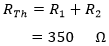 R_Th = R_1 + R_2
= 350 Ω